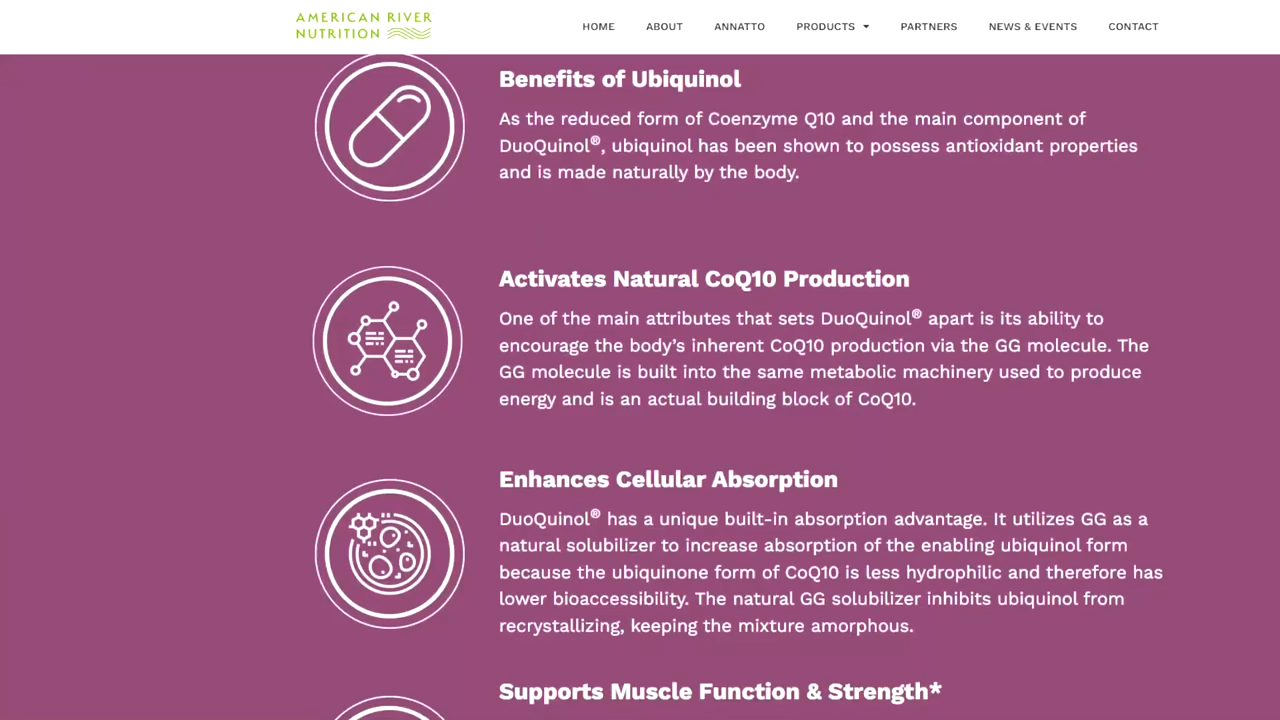 AMERICAN RIVER
NUTRITION
HOME ABOUT ANNATTO PRODUCTS PARTNERS NEWS & EVENTS CONTACT
Benefits of Ubiquinol
As the reduced form of Coenzyme Q10 and the main component of
DuoQuinol®, ubiquinol has been shown to possess antioxidant properties
and is made naturally by the body.
Activates Natural CoQ10 Production
One of the main attributes that sets DuoQuinol® apart is its ability to
encourage the body’s inherent CoQ10 production via the GG molecule. The
GG molecule is built into the same metabolic machinery used to produce
energy and is an actual building block of CoQ10.
Enhances Cellular Absorption
DuoQuinol® has a unique built-in absorption advantage. It utilizes GG as a
natural solubilizer to increase absorption of the enabling ubiquinol form
because the ubiquinone form of CoQ10 is less hydrophilic and therefore has
lower bioaccessibility. The natural GG solubilizer inhibits ubiquinol from
recrystallizing, keeping the mixture amorphous.
Supports Muscle Function & Strength*